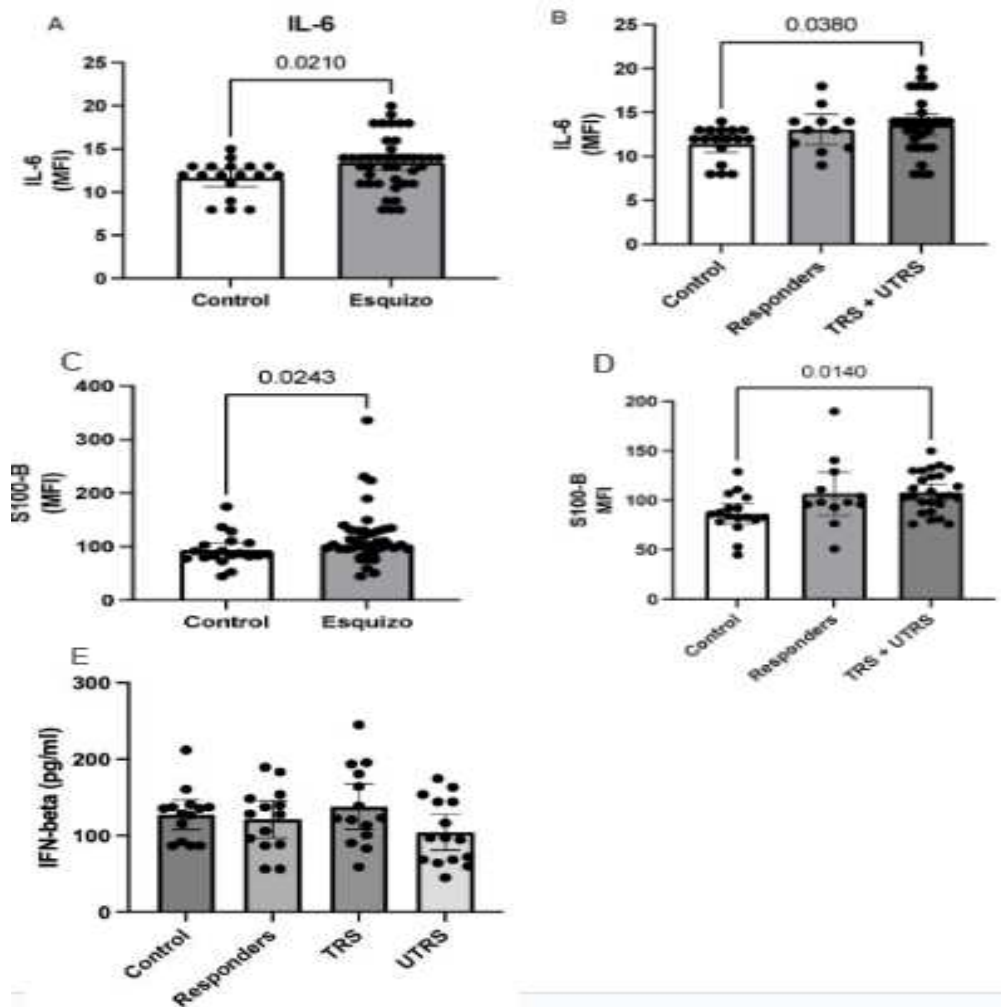 A
IL-6
0.0210
25
20
15
10
5
0
IL-6
(MFI)
Control
Esquizo
B
0.0380
25
20
15
10
5
0
IL-6
(MFI)
Control
Responders
TRS + UTRS
C
0.0243
400
300
200
100
0
S100-B
(MFI)
Control
Esquizo
D
0.0140
200
150
100
50
0
S100-B
MFI
Control
Responders
TRS + UTRS
E
300
200
100
0
IFN-beta (pg/ml)
Control
Responders
TRS
UTRS